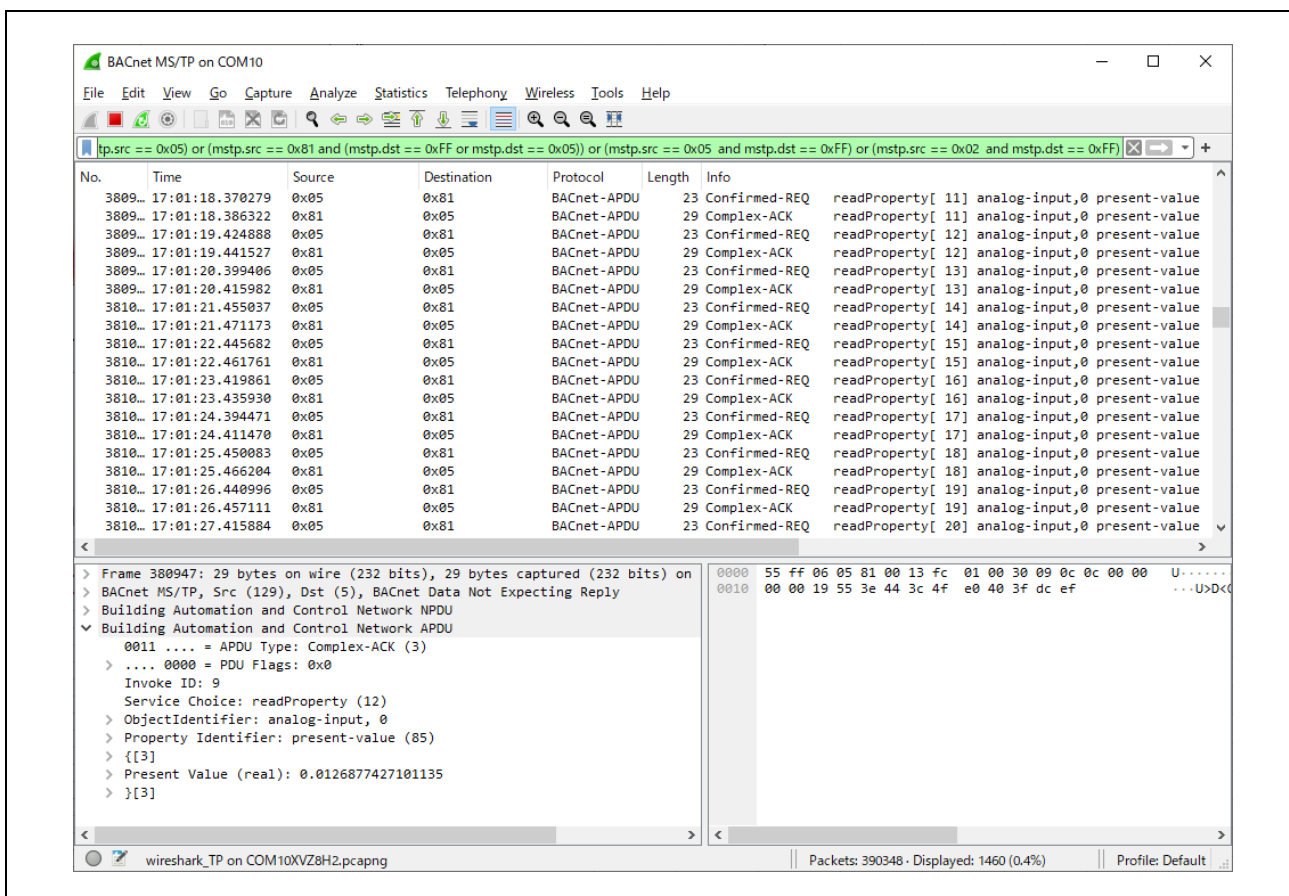 BACnet MS/TP on COM10
File Edit View Go Capture Analyze Statistics Telephony Wireless Tools Help
tp.src == 0x05) or (mstp.src == 0x81 and (mstp.dst == 0xFF or mstp.dst == 0x05)) or (mstp.src == 0x05 and mstp.dst == 0xFF) or (mstp.src == 0x02 and mstp.dst == 0xFF)
No. Time Source Destination Protocol Length Info
3809… 17:01:18.370279 0x05 0x81 BACnet-APDU 23 Confirmed-REQ readProperty[ 11] analog-input,0 present-value
3809… 17:01:18.386322 0x81 0x05 BACnet-APDU 29 Complex-ACK readProperty[ 11] analog-input,0 present-value
3809… 17:01:19.424888 0x05 0x81 BACnet-APDU 23 Confirmed-REQ readProperty[ 12] analog-input,0 present-value
3809… 17:01:19.441527 0x81 0x05 BACnet-APDU 29 Complex-ACK readProperty[ 12] analog-input,0 present-value
3809… 17:01:20.399406 0x05 0x81 BACnet-APDU 23 Confirmed-REQ readProperty[ 13] analog-input,0 present-value
3809… 17:01:20.415982 0x81 0x05 BACnet-APDU 29 Complex-ACK readProperty[ 13] analog-input,0 present-value
3810… 17:01:21.455037 0x05 0x81 BACnet-APDU 23 Confirmed-REQ readProperty[ 14] analog-input,0 present-value
3810… 17:01:21.471173 0x81 0x05 BACnet-APDU 29 Complex-ACK readProperty[ 14] analog-input,0 present-value
3810… 17:01:22.445682 0x05 0x81 BACnet-APDU 23 Confirmed-REQ readProperty[ 15] analog-input,0 present-value
3810… 17:01:22.461761 0x81 0x05 BACnet-APDU 29 Complex-ACK readProperty[ 15] analog-input,0 present-value
3810… 17:01:23.419861 0x05 0x81 BACnet-APDU 23 Confirmed-REQ readProperty[ 16] analog-input,0 present-value
3810… 17:01:23.435930 0x81 0x05 BACnet-APDU 29 Complex-ACK readProperty[ 16] analog-input,0 present-value
3810… 17:01:24.394471 0x05 0x81 BACnet-APDU 23 Confirmed-REQ readProperty[ 17] analog-input,0 present-value
3810… 17:01:24.411470 0x81 0x05 BACnet-APDU 29 Complex-ACK readProperty[ 17] analog-input,0 present-value
3810… 17:01:25.450083 0x05 0x81 BACnet-APDU 23 Confirmed-REQ readProperty[ 18] analog-input,0 present-value
3810… 17:01:25.466204 0x81 0x05 BACnet-APDU 29 Complex-ACK readProperty[ 18] analog-input,0 present-value
3810… 17:01:26.440996 0x05 0x81 BACnet-APDU 23 Confirmed-REQ readProperty[ 19] analog-input,0 present-value
3810… 17:01:26.457111 0x81 0x05 BACnet-APDU 29 Complex-ACK readProperty[ 19] analog-input,0 present-value
3810… 17:01:27.415884 0x05 0x81 BACnet-APDU 23 Confirmed-REQ readProperty[ 20] analog-input,0 present-value
> Frame 380947: 29 bytes on wire (232 bits), 29 bytes captured (232 bits) on
> BACnet MS/TP, Src (129), Dst (5), BACnet Data Not Expecting Reply
> Building Automation and Control Network NPDU
Building Automation and Control Network APDU
0011 .... = APDU Type: Complex-ACK (3)
> .... 0000 = PDU Flags: 0x0
Invoke ID: 9
Service Choice: readProperty (12)
> ObjectIdentifier: analog-input, 0
> Property Identifier: present-value (85)
> {[3]
> Present Value (real): 0.0126877427101135
> }[3]
0000 55 ff 06 05 81 00 13 fc 01 00 30 09 0c 0c 00 00 U······
0010 00 00 19 55 3e 44 3c 4f e0 40 3f dc ef ···U>D<O
wireshark_TP on COM10XVZ8H2.pcapng
Packets: 390348 · Displayed: 1460 (0.4%)
Profile: Default